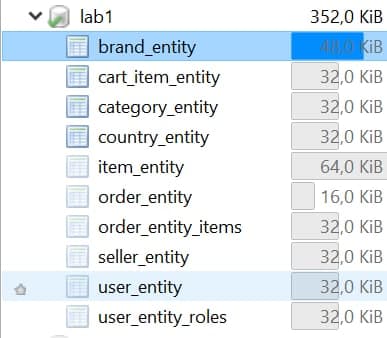 lab1 352,0 KiB
brand_entity 48,0 KiB
cart_item_entity 32,0 KiB
category_entity 32,0 KiB
country_entity 32,0 KiB
item_entity 64,0 KiB
order_entity 16,0 KiB
order_entity_items 32,0 KiB
seller_entity 32,0 KiB
user_entity 32,0 KiB
user_entity_roles 32,0 KiB